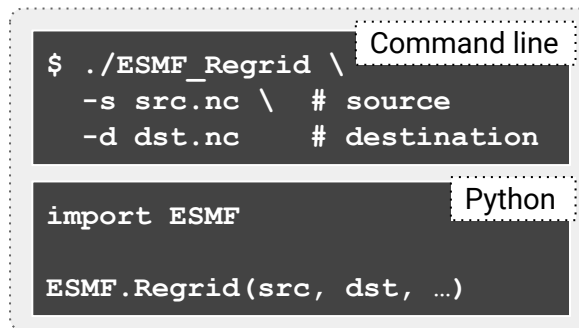 Command line
$ ./ESMF_Regrid \
-s src.nc \ # source
-d dst.nc # destination
Python
import ESMF
ESMF.Regrid(src, dst, …)